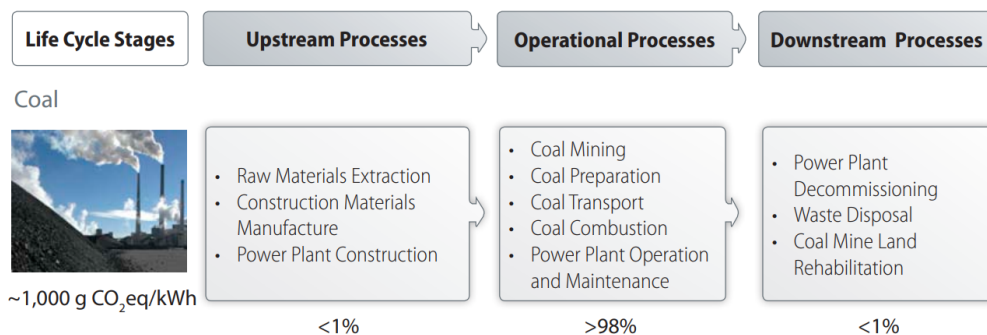 Life Cycle Stages
Upstream Processes
Operational Processes
Downstream Processes
Coal
• Raw Materials Extraction
• Construction Materials
Manufacture
• Power Plant Construction
• Coal Mining
• Coal Preparation
• Coal Transport
• Coal Combustion
• Power Plant Operation
and Maintenance
• Power Plant
Decommissioning
• Waste Disposal
• Coal Mine Land
Rehabilitation
~1,000 g CO₂eq/kWh
<1%
>98%
<1%